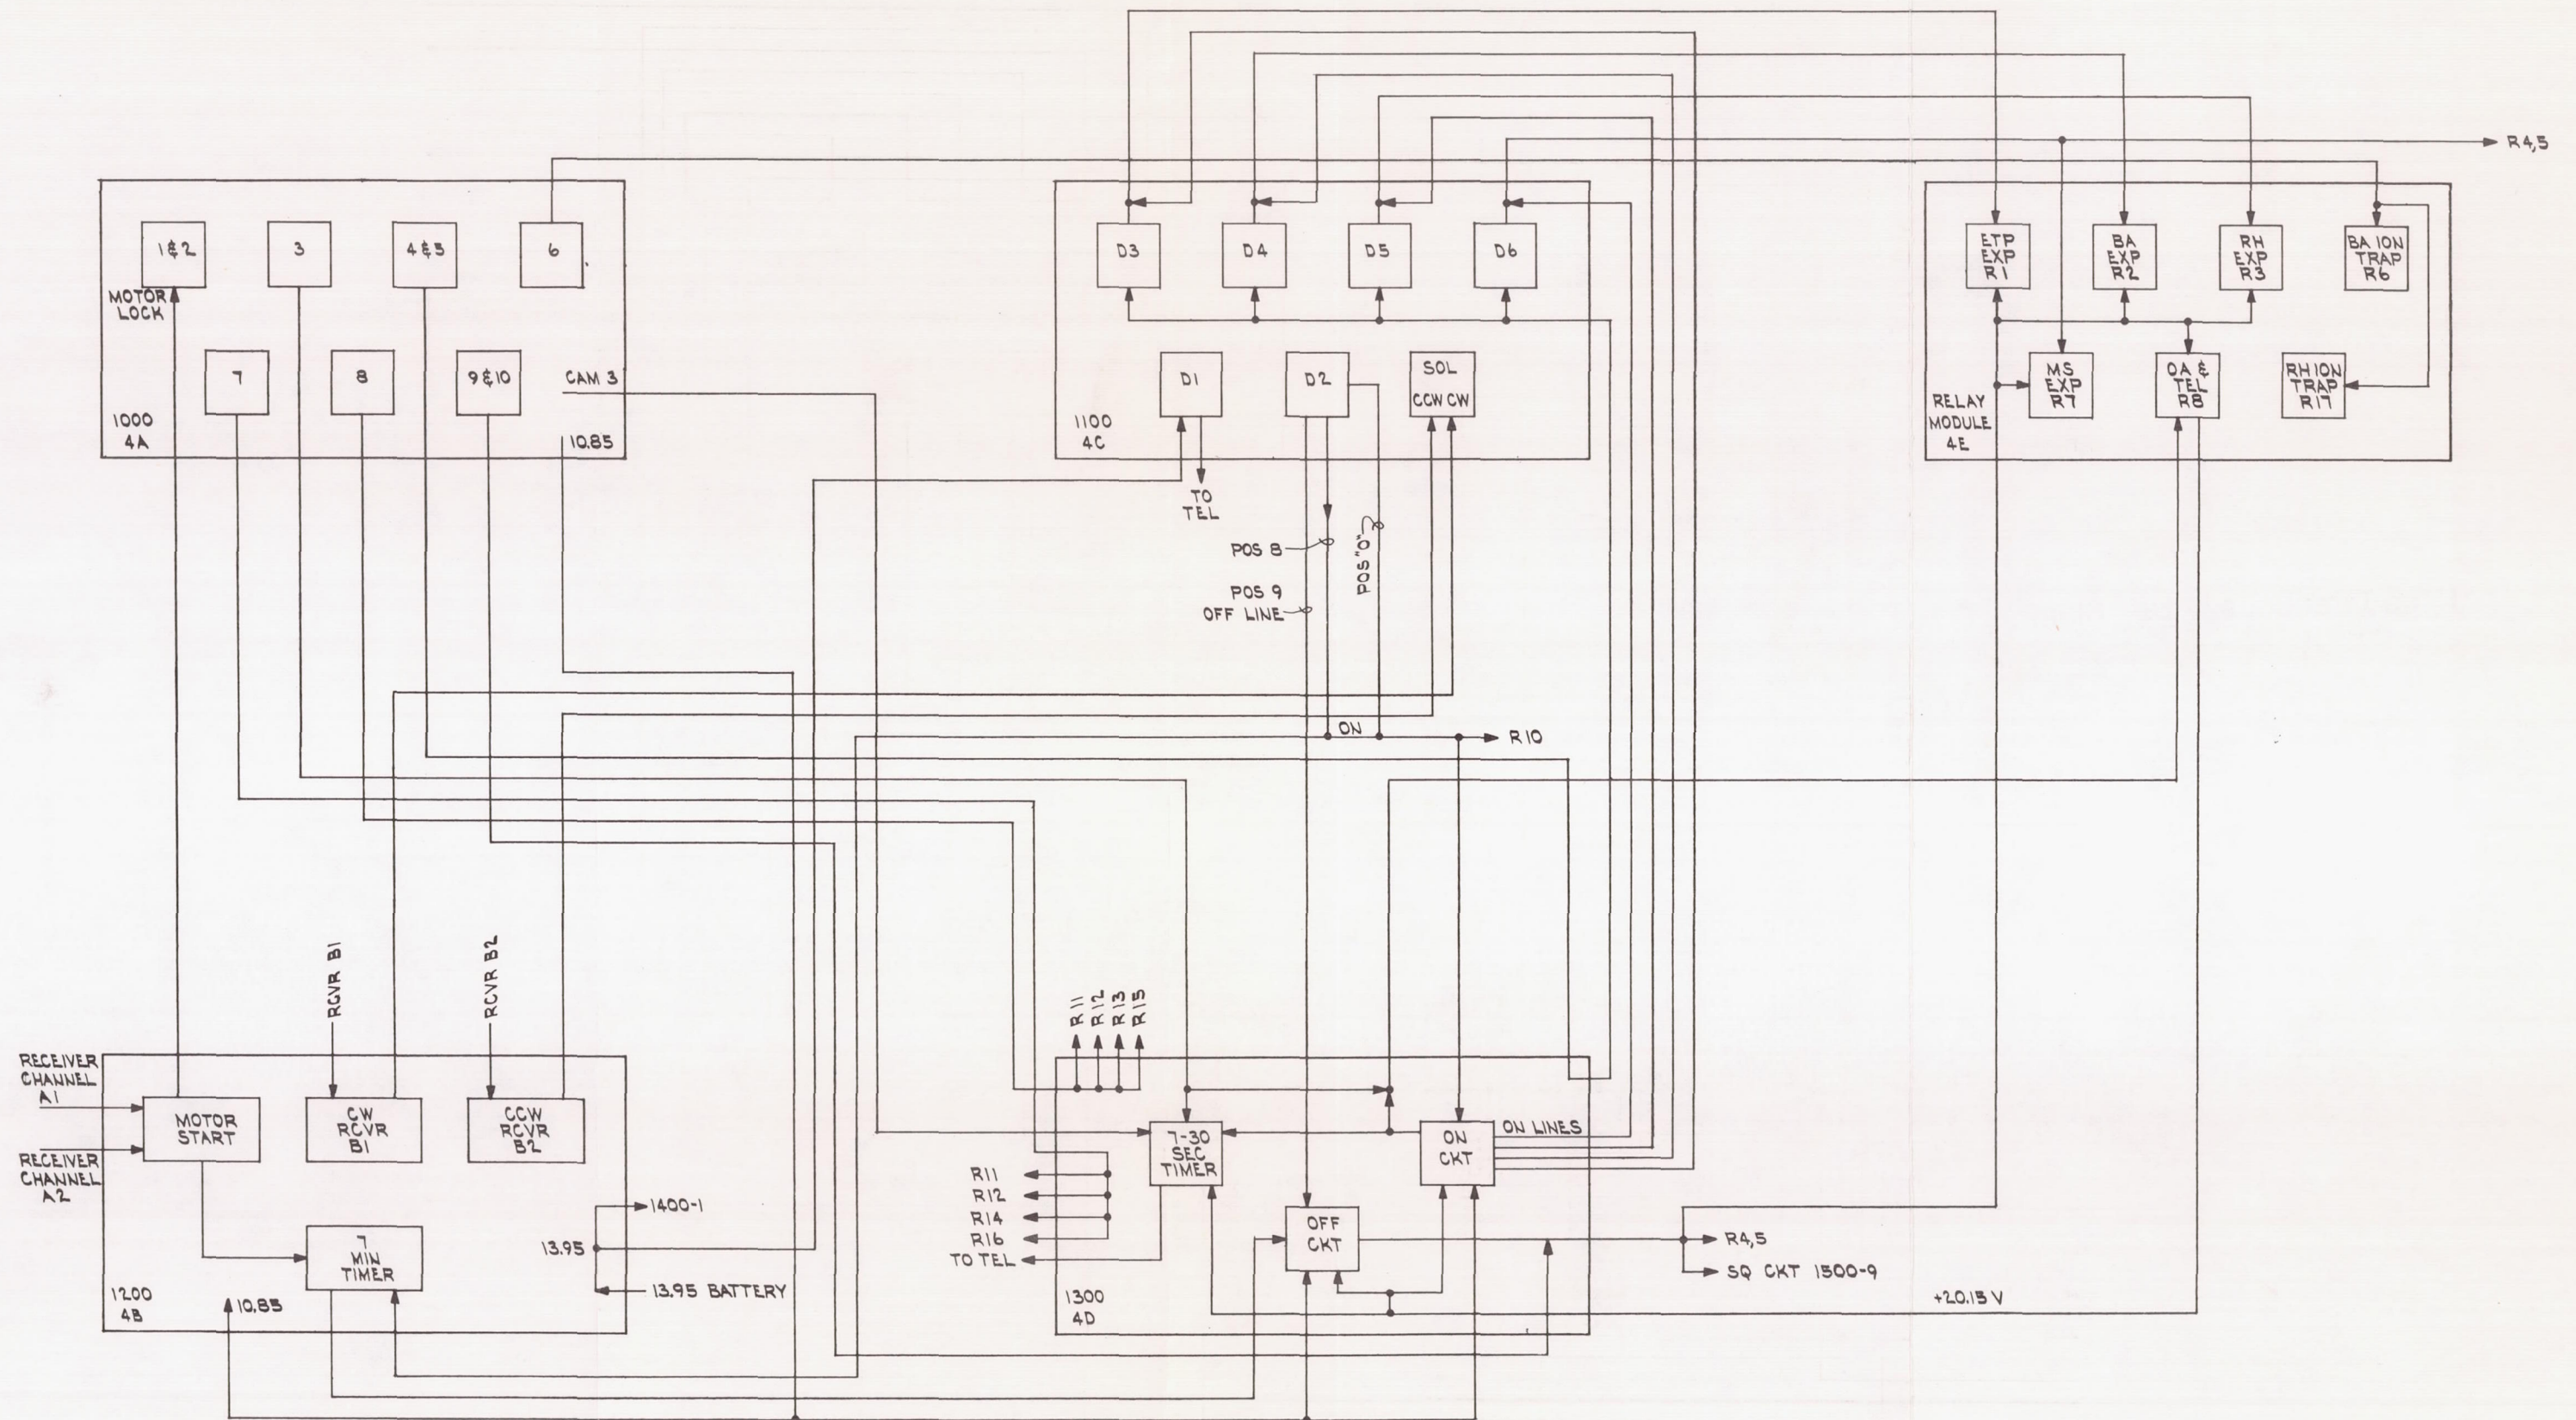 R4,5
1&2
3
4&5
6
MOTOR
LOCK
7
8
9&10
CAM 3
1000
4A
10.85
D3
D4
D5
D6
D1
D2
SOL
CCW CW
1100
4C
TO
TEL
POS 8
POS "0"
POS 9
OFF LINE
ETP
EXP
R1
BA
EXP
R2
RH
EXP
R3
BA ION
TRAP
R6
MS
EXP
R7
OA &
TEL
R8
RH ION
TRAP
R17
RELAY
MODULE
4E
ON
R10
RCVR B1
RCVR B2
RECEIVER
CHANNEL
A1
RECEIVER
CHANNEL
A2
MOTOR
START
CW
RCVR
B1
CCW
RCVR
B2
7
MIN
TIMER
1400-1
13.95
13.95 BATTERY
1200
4B
10.85
R11
R12
R13
R15
7-30
SEC
TIMER
ON
CKT
ON LINES
R11
R12
R14
R16
TO TEL
OFF
CKT
1300
4D
R4,5
SQ CKT 1500-9
+20.15 V